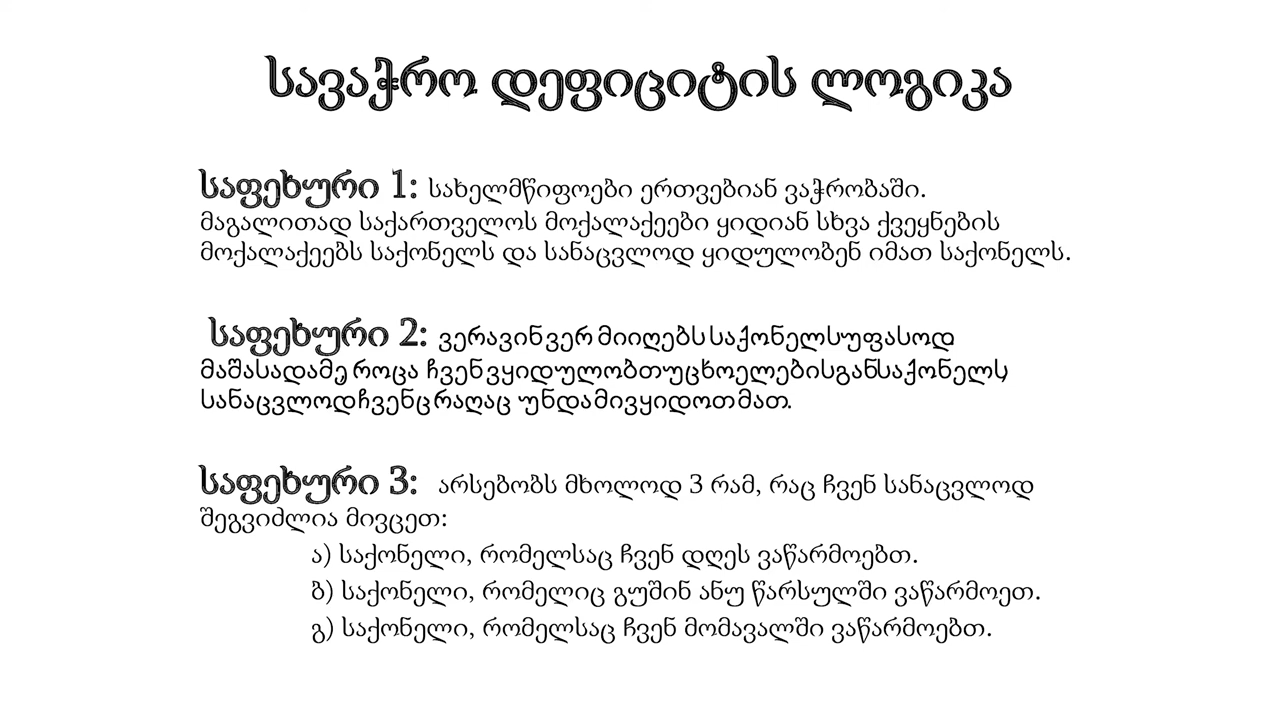 სავაჭრო დეფიციტის ლოგიკა
საფეხური 1: სახელმწიფოები ერთვებიან ვაჭრობაში.
მაგალითად საქართველოს მოქალაქეები ყიდიან სხვა ქვეყნების
მოქალაქეებს საქონელს და სანაცვლოდ ყიდულობენ იმათ საქონელს.
საფეხური 2: ვერავინ ვერ მიიღებს საქონელს უფასოდ
მაშასადამე, როცა ჩვენ ვყიდულობთ უცხოელებისგან საქონელს,
სანაცვლოდ ჩვენც რაღაც უნდა მივყიდოთ მათ.
საფეხური 3: არსებობს მხოლოდ 3 რამ, რაც ჩვენ სანაცვლოდ
შეგვიძლია მივცეთ:
ა) საქონელი, რომელსაც ჩვენ დღეს ვაწარმოებთ.
ბ) საქონელი, რომელიც გუშინ ანუ წარსულში ვაწარმოეთ.
გ) საქონელი, რომელსაც ჩვენ მომავალში ვაწარმოებთ.